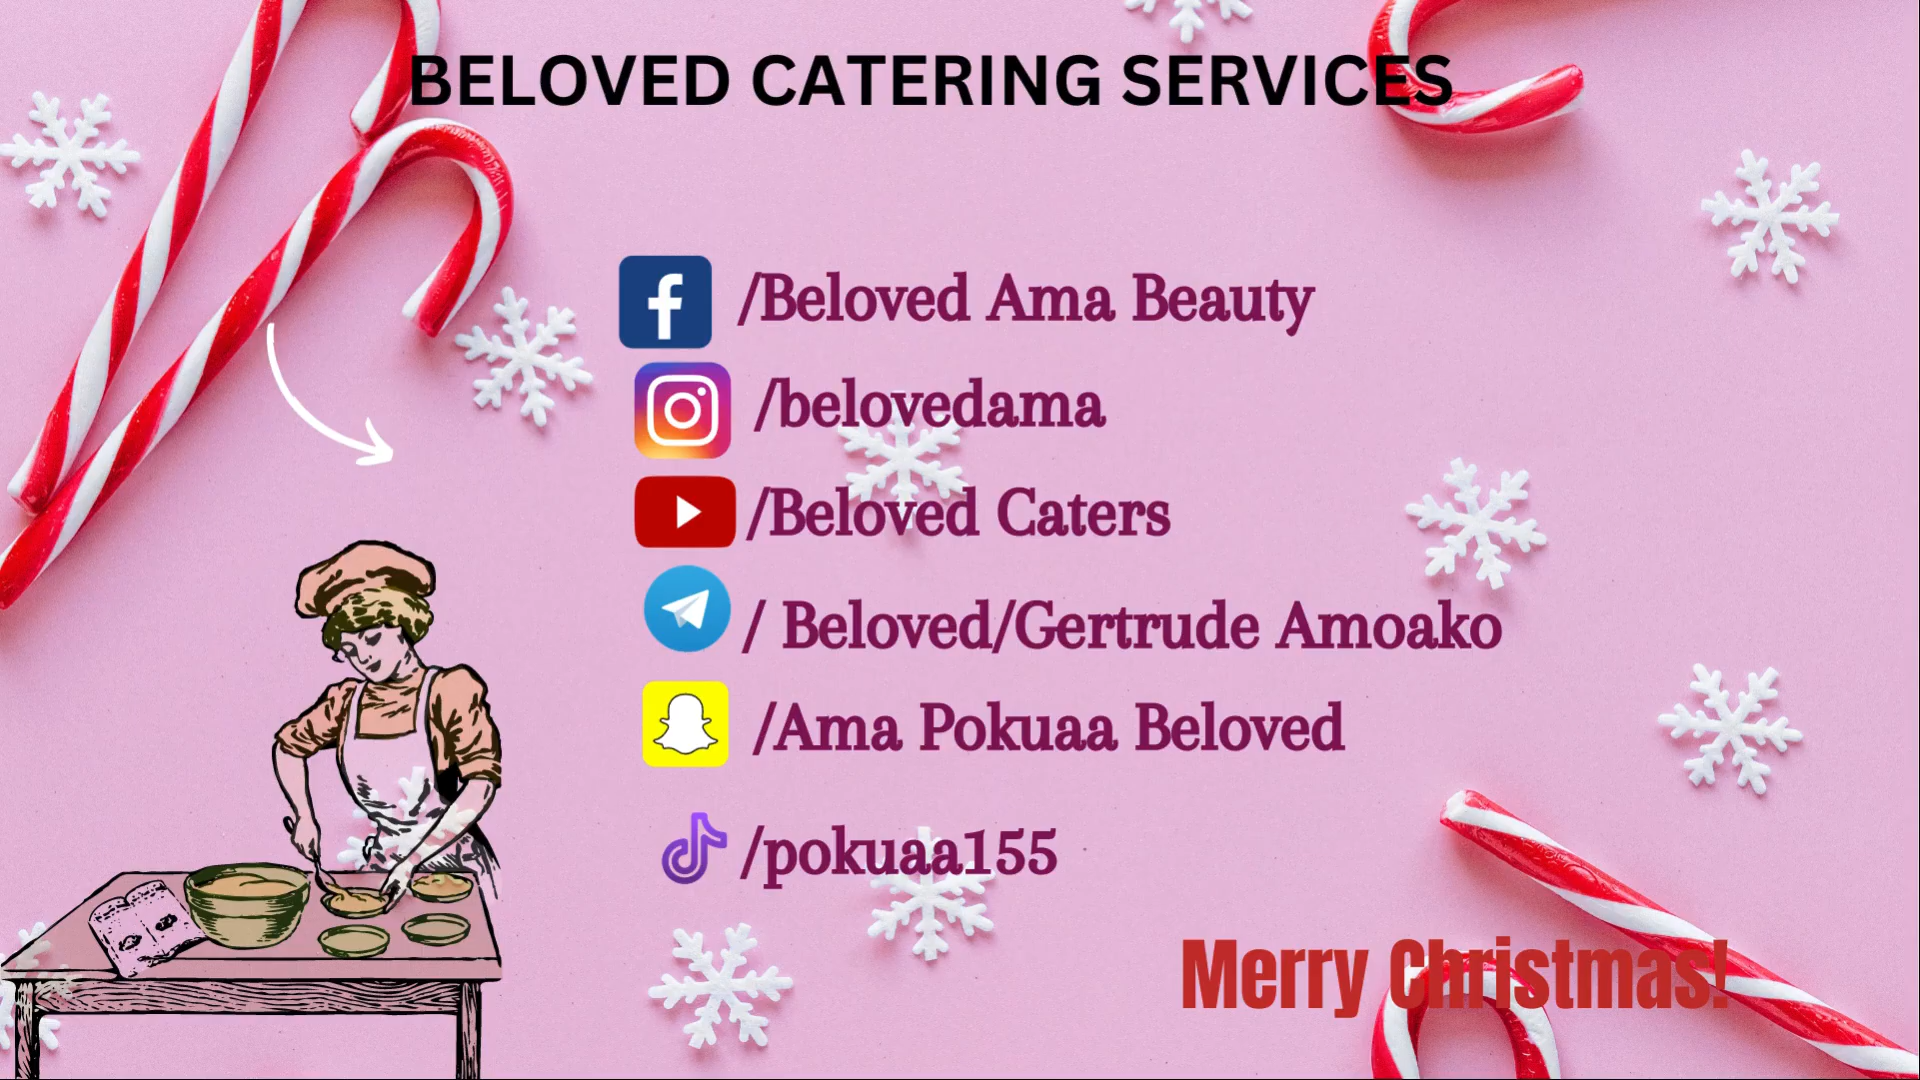 BELOVED CATERING SERVICES
/Beloved Ama Beauty
/belovedama
/Beloved Caters
/ Beloved/Gertrude Amoako
/Ama Pokuaa Beloved
/pokuaa155
Merry Christmas!